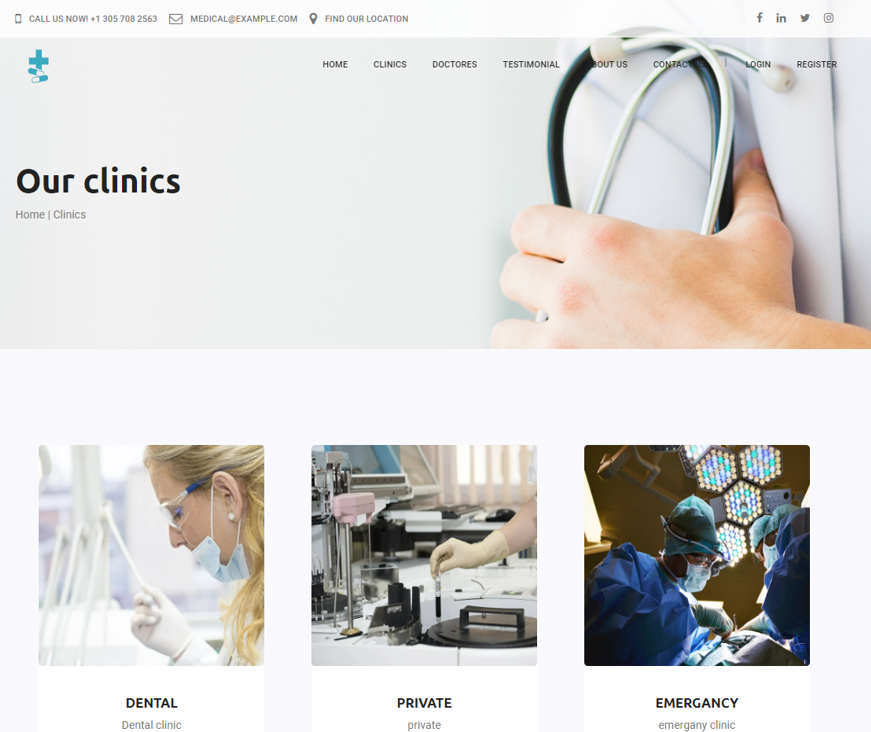 CALL US NOW! +1 305 708 2563 MEDICAL@EXAMPLE.COM FIND OUR LOCATION
HOME CLINICS DOCTORES TESTIMONIAL ABOUT US CONTACT US | LOGIN REGISTER
Our clinics
Home | Clinics
DENTAL PRIVATE EMERGANCY
Dental clinic private emergany clinic